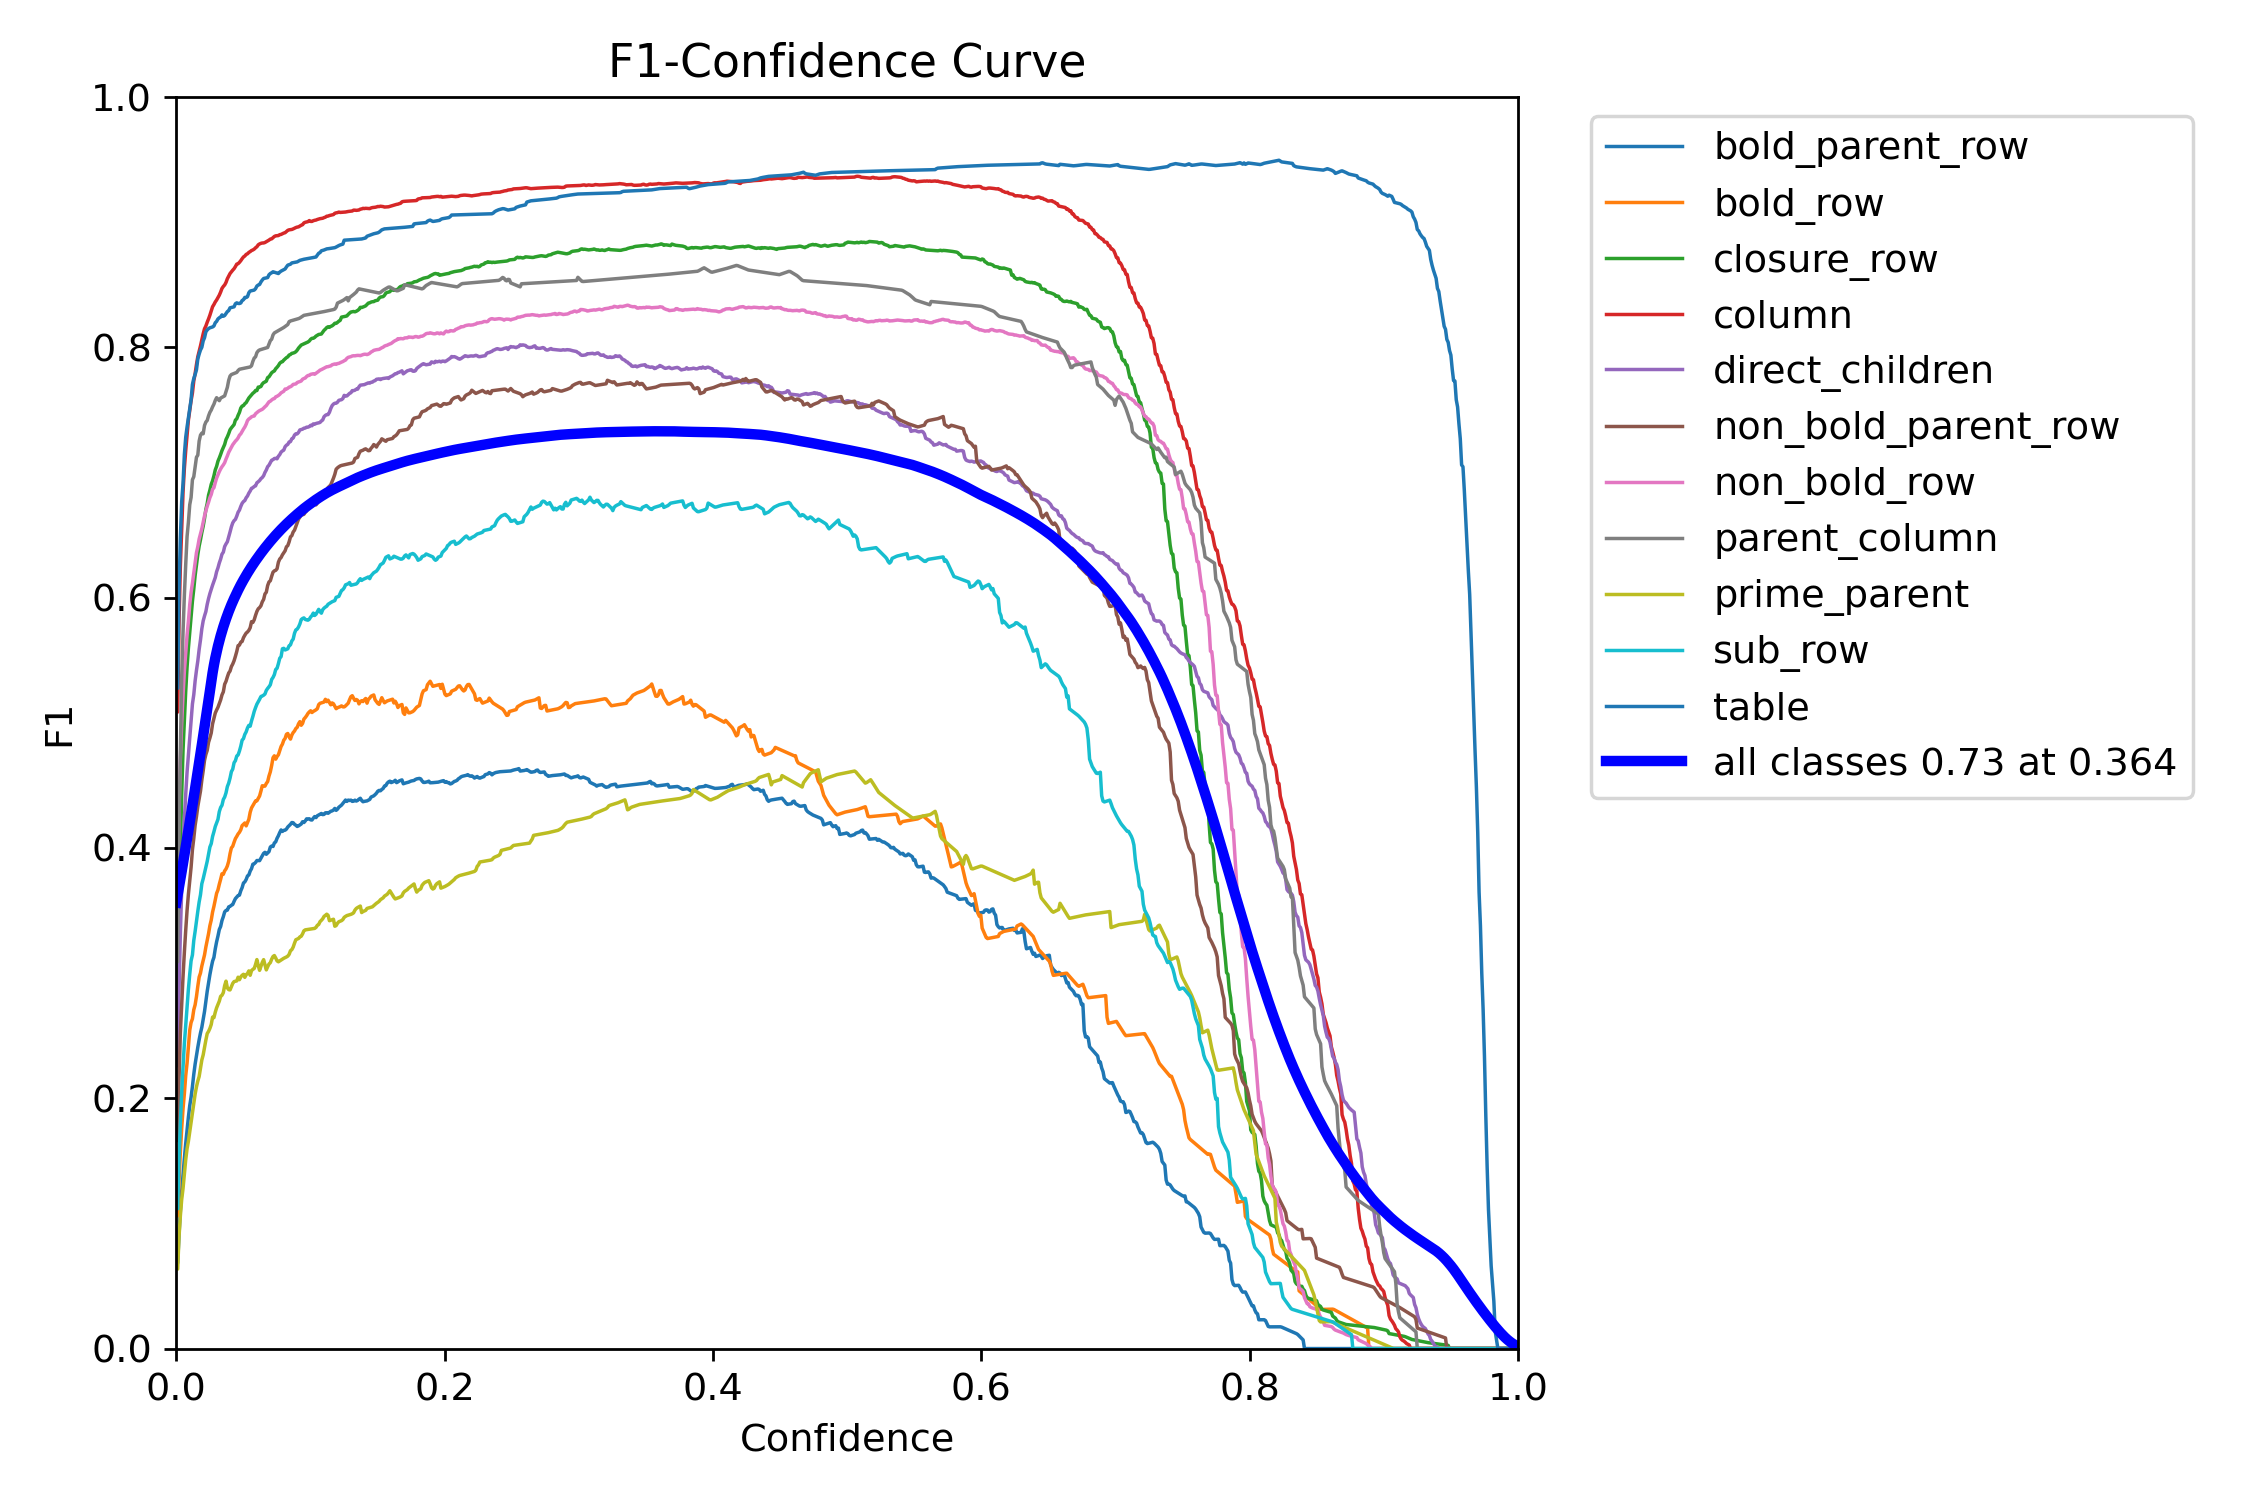 F1-Confidence Curve
1.0
0.8
0.6
0.4
0.2
0.0
F1
0.0 0.2 0.4 0.6 0.8 1.0
Confidence
bold_parent_row
bold_row
closure_row
column
direct_children
non_bold_parent_row
non_bold_row
parent_column
prime_parent
sub_row
table
all classes 0.73 at 0.364